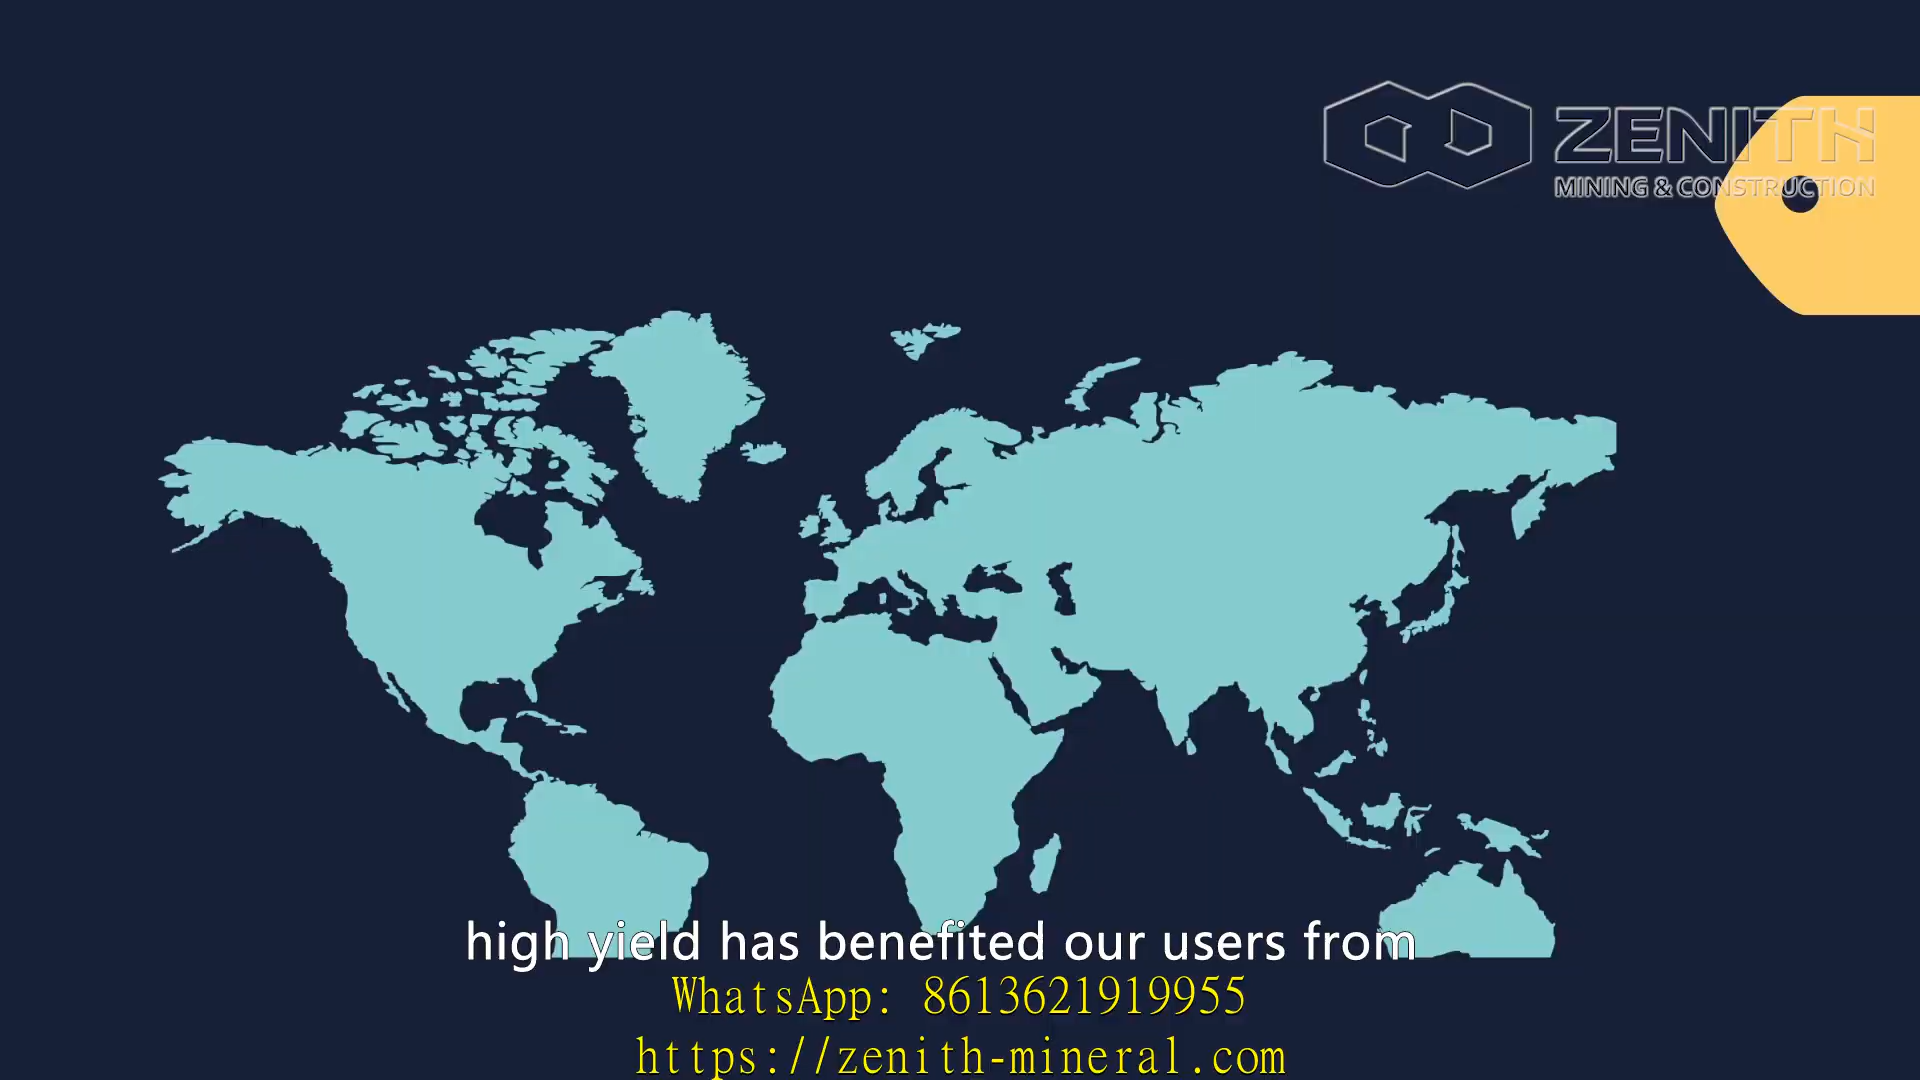 ZENITH
MINING & CONSTRUCTION
high yield has benefited our users from
WhatsApp: 8613621919955
https://zenith-mineral.com